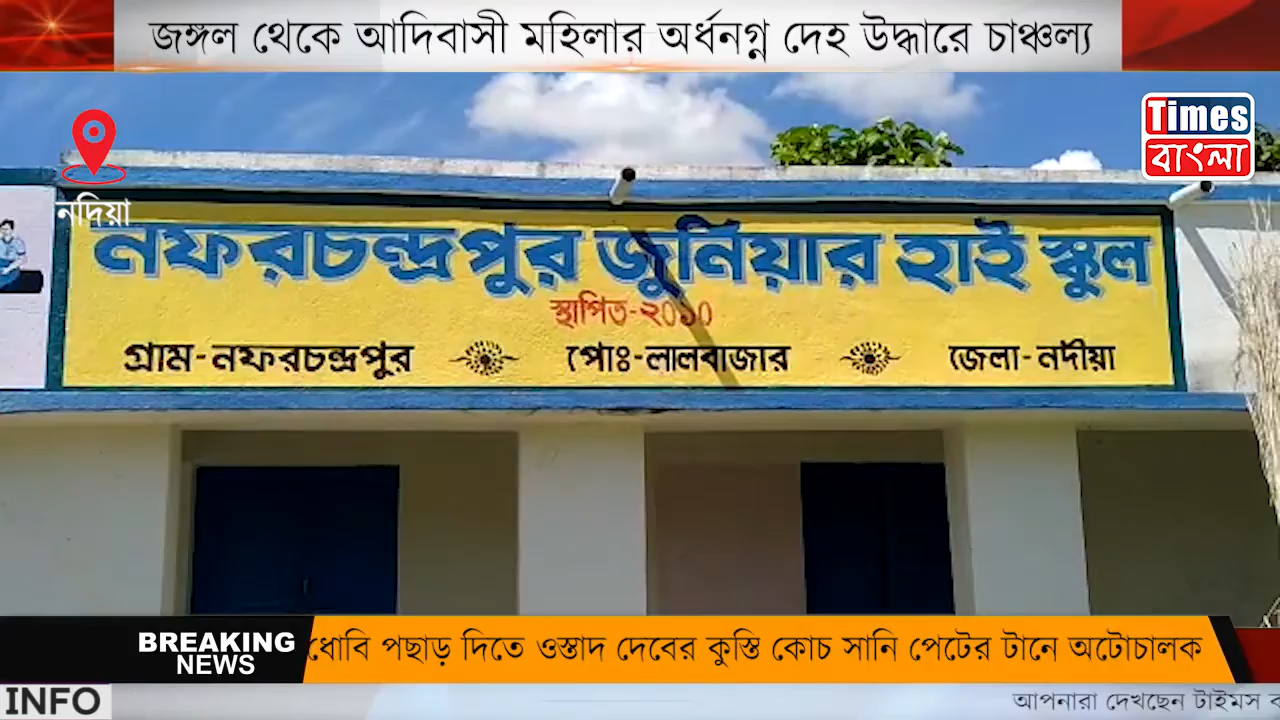 জঙ্গল থেকে আদিবাসী মহিলার অর্ধনগ্ন দেহ উদ্ধারে চাঞ্চল্য
Times
বাংলা
নদিয়া
নফরচন্দ্রপুর জুনিয়ার হাই স্কুল
স্থাপিত-২০১০
গ্রাম-নফরচন্দ্রপুর পোঃ-লালবাজার জেলা-নদীয়া
BREAKING
NEWS
ধোবি পছাড় দিতে ওস্তাদ দেবের কুস্তি কোচ সানি পেটের টানে অটোচালক
INFO
আপনারা দেখছেন টাইমস